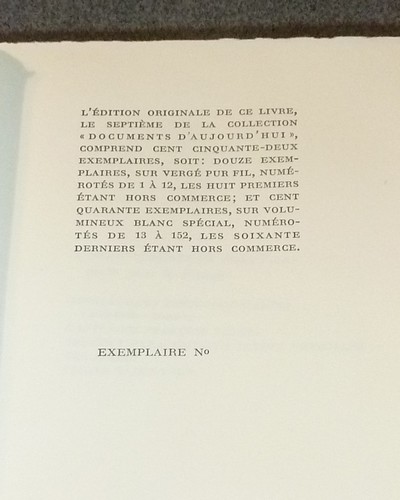 L'ÉDITION ORIGINALE DE CE LIVRE,
LE SEPTIÈME DE LA COLLECTION
« DOCUMENTS D'AUJOURD'HUI »,
COMPREND CENT CINQUANTE-DEUX
EXEMPLAIRES, SOIT: DOUZE EXEM-
PLAIRES, SUR VERGÉ PUR FIL, NUMÉ-
ROTÉS DE 1 À 12, LES HUIT PREMIERS
ÉTANT HORS COMMERCE; ET CENT
QUARANTE EXEMPLAIRES, SUR VOLU-
MINEUX BLANC SPÉCIAL, NUMÉRO-
TÉS DE 13 À 152, LES SOIXANTE
DERNIERS ÉTANT HORS COMMERCE.
EXEMPLAIRE Nº